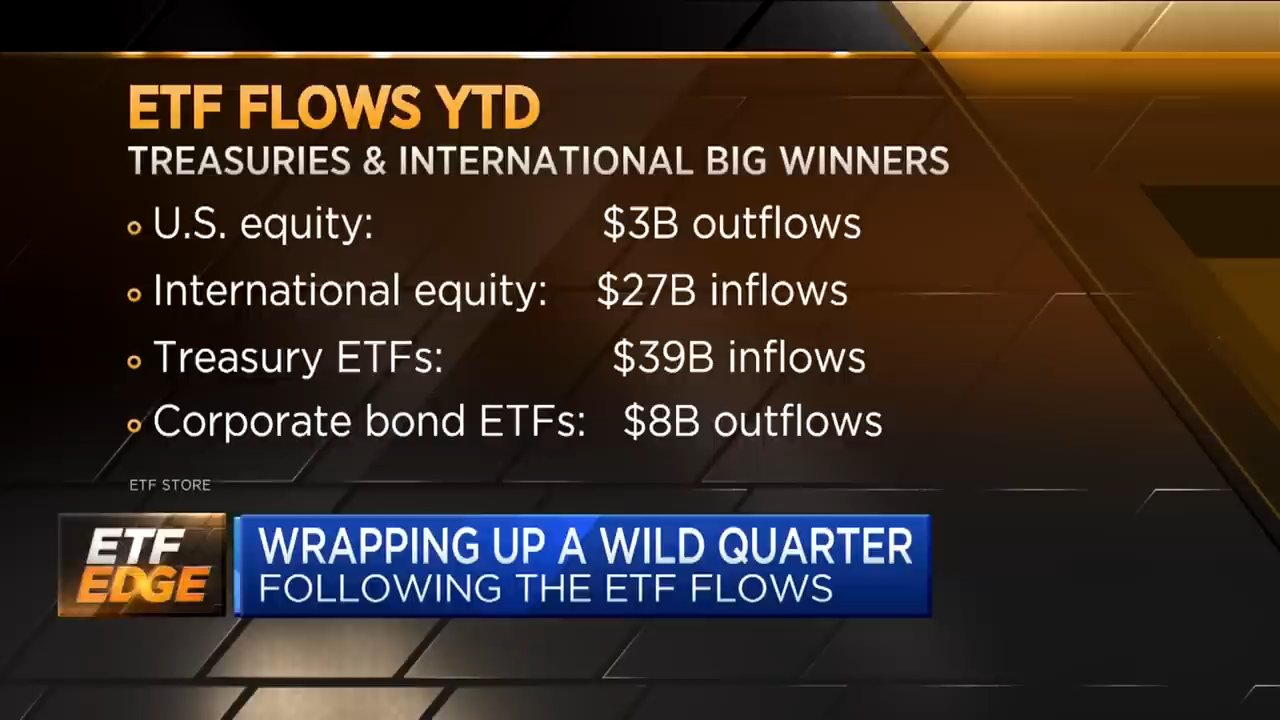 ETF FLOWS YTD
TREASURIES & INTERNATIONAL BIG WINNERS
U.S. equity: $3B outflows
International equity: $27B inflows
Treasury ETFs: $39B inflows
Corporate bond ETFs: $8B outflows
ETF STORE
ETF
EDGE
WRAPPING UP A WILD QUARTER
FOLLOWING THE ETF FLOWS